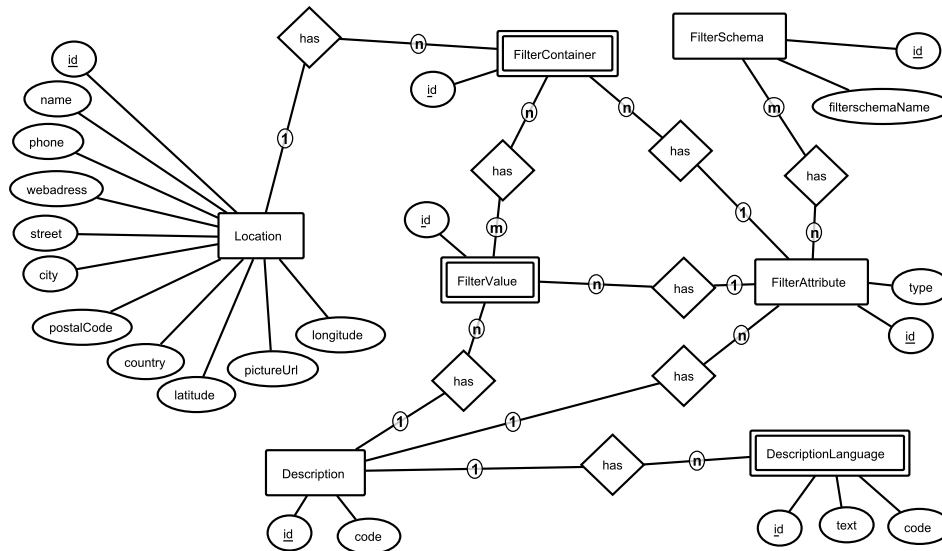 has
1
n
FilterContainer
id
FilterSchema
id
filterschemaName
id
name
phone
webadress
street
city
postalCode
country
latitude
pictureUrl
longitude
Location
n
has
m
n
has
1
m
has
n
id
FilterValue
n
has
1
FilterAttribute
type
id
n
has
1
n
has
1
Description
id
code
1
has
n
DescriptionLanguage
id
text
code